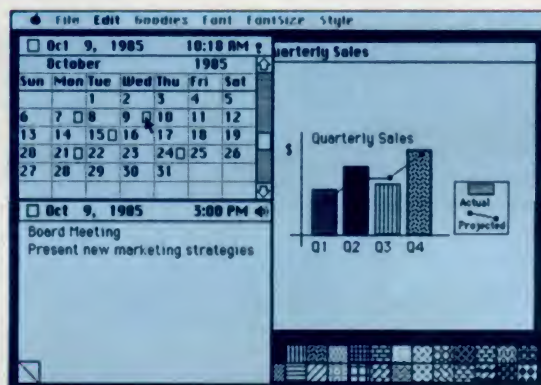 File Edit Goodies Font FontSize Style
Oct 9, 1985 10:18 AM
October 1985
Sun Mon Tue Wed Thu Fri Sat
1 2 3 4 5
6 7 8 9 10 11 12
13 14 15 16 17 18 19
20 21 22 23 24 25 26
27 28 29 30 31
Oct 9, 1985 3:00 PM
Board Meeting
Present new marketing strategies
uarterly Sales
Quarterly Sales
$
Q1 Q2 Q3 Q4
Actual
Projected